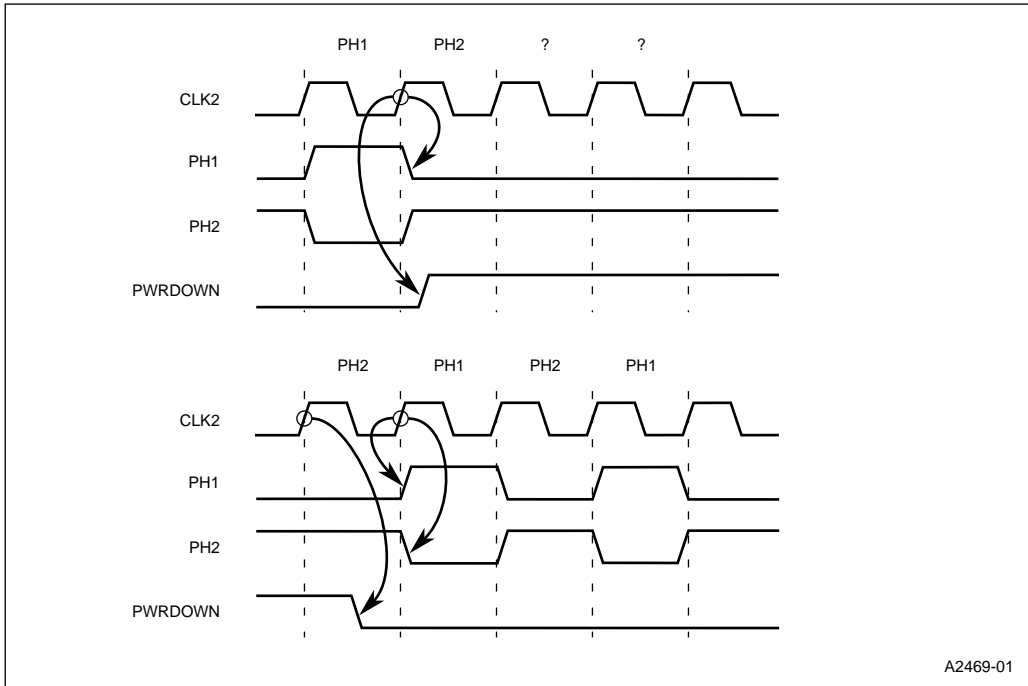 PH1 PH2 ? ?
CLK2
PH1
PH2
PWRDOWN
PH2 PH1 PH2 PH1
CLK2
PH1
PH2
PWRDOWN
A2469-01